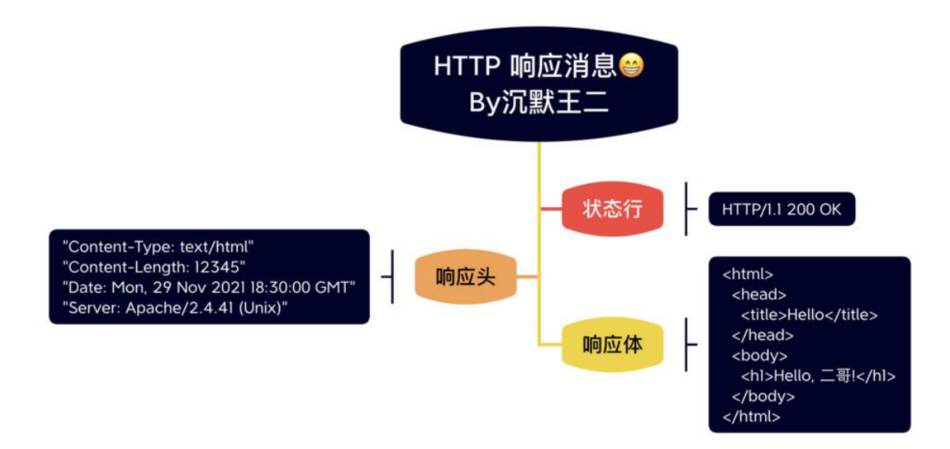 HTTP 响应消息😁
By沉默王二
状态行
HTTP/1.1 200 OK
响应头
"Content-Type: text/html"
"Content-Length: 12345"
"Date: Mon, 29 Nov 2021 18:30:00 GMT"
"Server: Apache/2.4.41 (Unix)"
响应体
<html>
<head>
<title>Hello</title>
</head>
<body>
<h1>Hello, 二哥!</h1>
</body>
</html>